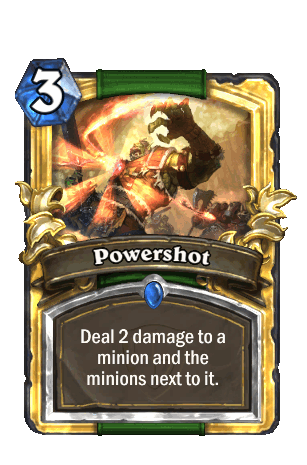 3
Powershot
Deal 2 damage to a
minion and the
minions next to it.